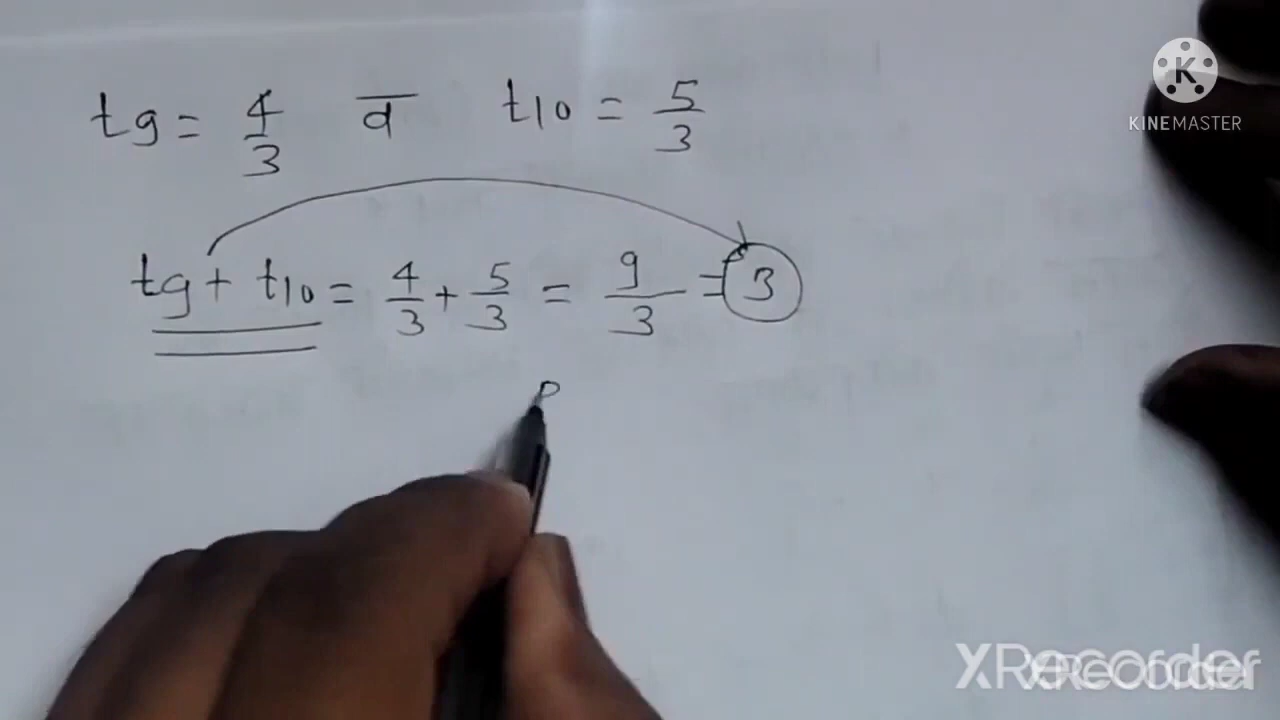 t9 = 4/3 व t10 = 5/3
t9 + t10 = 4/3 + 5/3 = 9/3 = 3
KINEMASTER
XRecorder